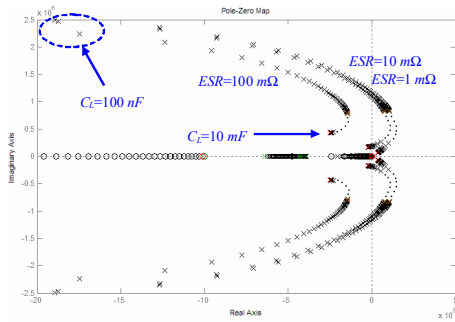 Pole-Zero Map
2.5
2
1.5
1
0.5
0
-0.5
-1
-1.5
-2
-2.5
Imaginary Axis
C_L=100 nF
ESR=100 mΩ
ESR=10 mΩ
ESR=1 mΩ
C_L=10 mF
-20
-15
-10
-5
0
5
Real Axis